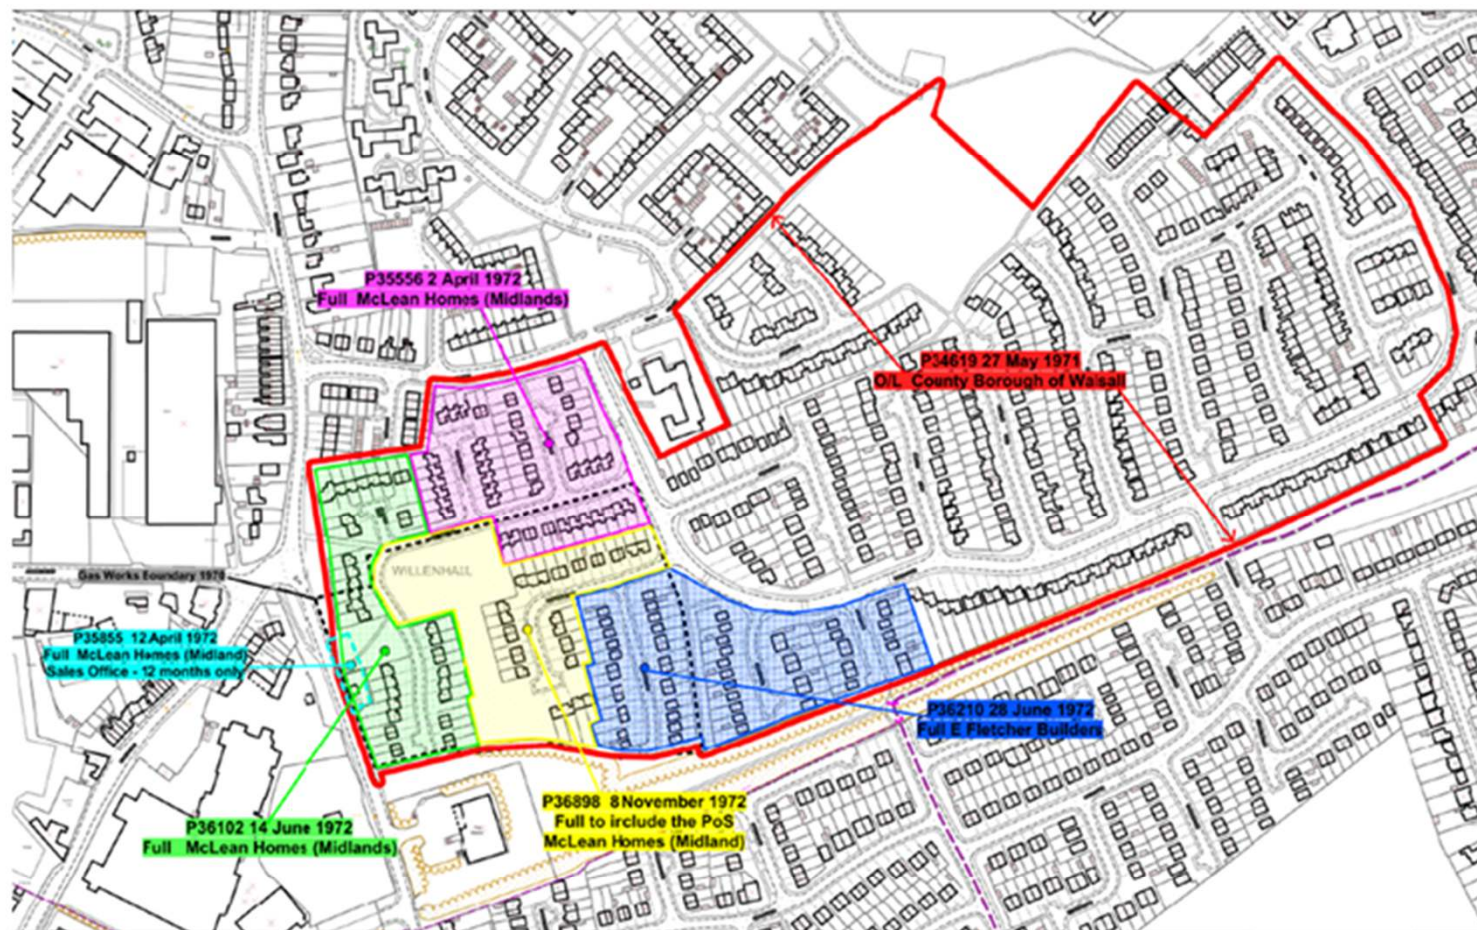 P35556 2 April 1972
Full McLean Homes (Midlands)
P34619 27 May 1971
O/L County Borough of Walsall
WILLENHALL
Gas Works Boundary 1970
P35855 12 April 1972
Full McLean Homes (Midland)
Sales Office - 12 months only
P36210 28 June 1972
Full E Fletcher Builders
P36898 8 November 1972
Full to include the PoS
McLean Homes (Midland)
P36102 14 June 1972
Full McLean Homes (Midlands)